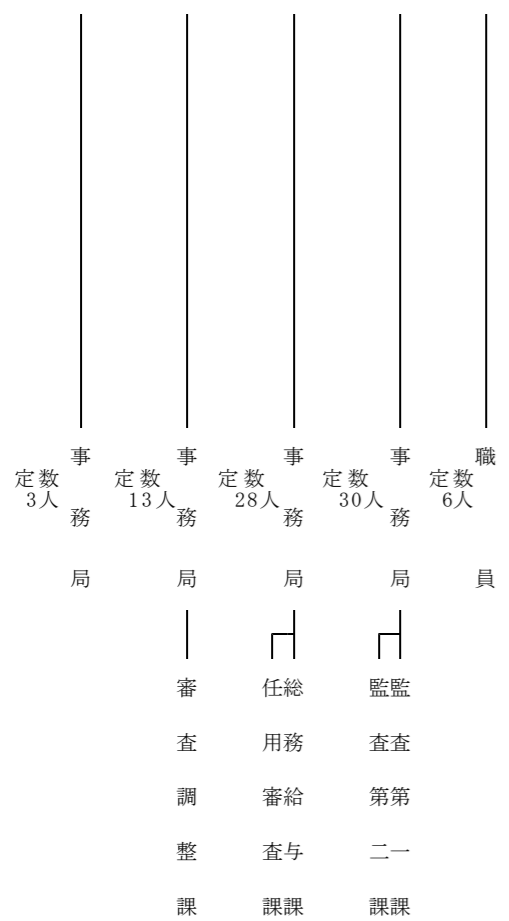 職員
定数
6人
事務局
定数
30人
監査第一課
監査第二課
事務局
定数
28人
総務給与課
任用審査課
事務局
定数
13人
審査調整課
事務局
定数
3人